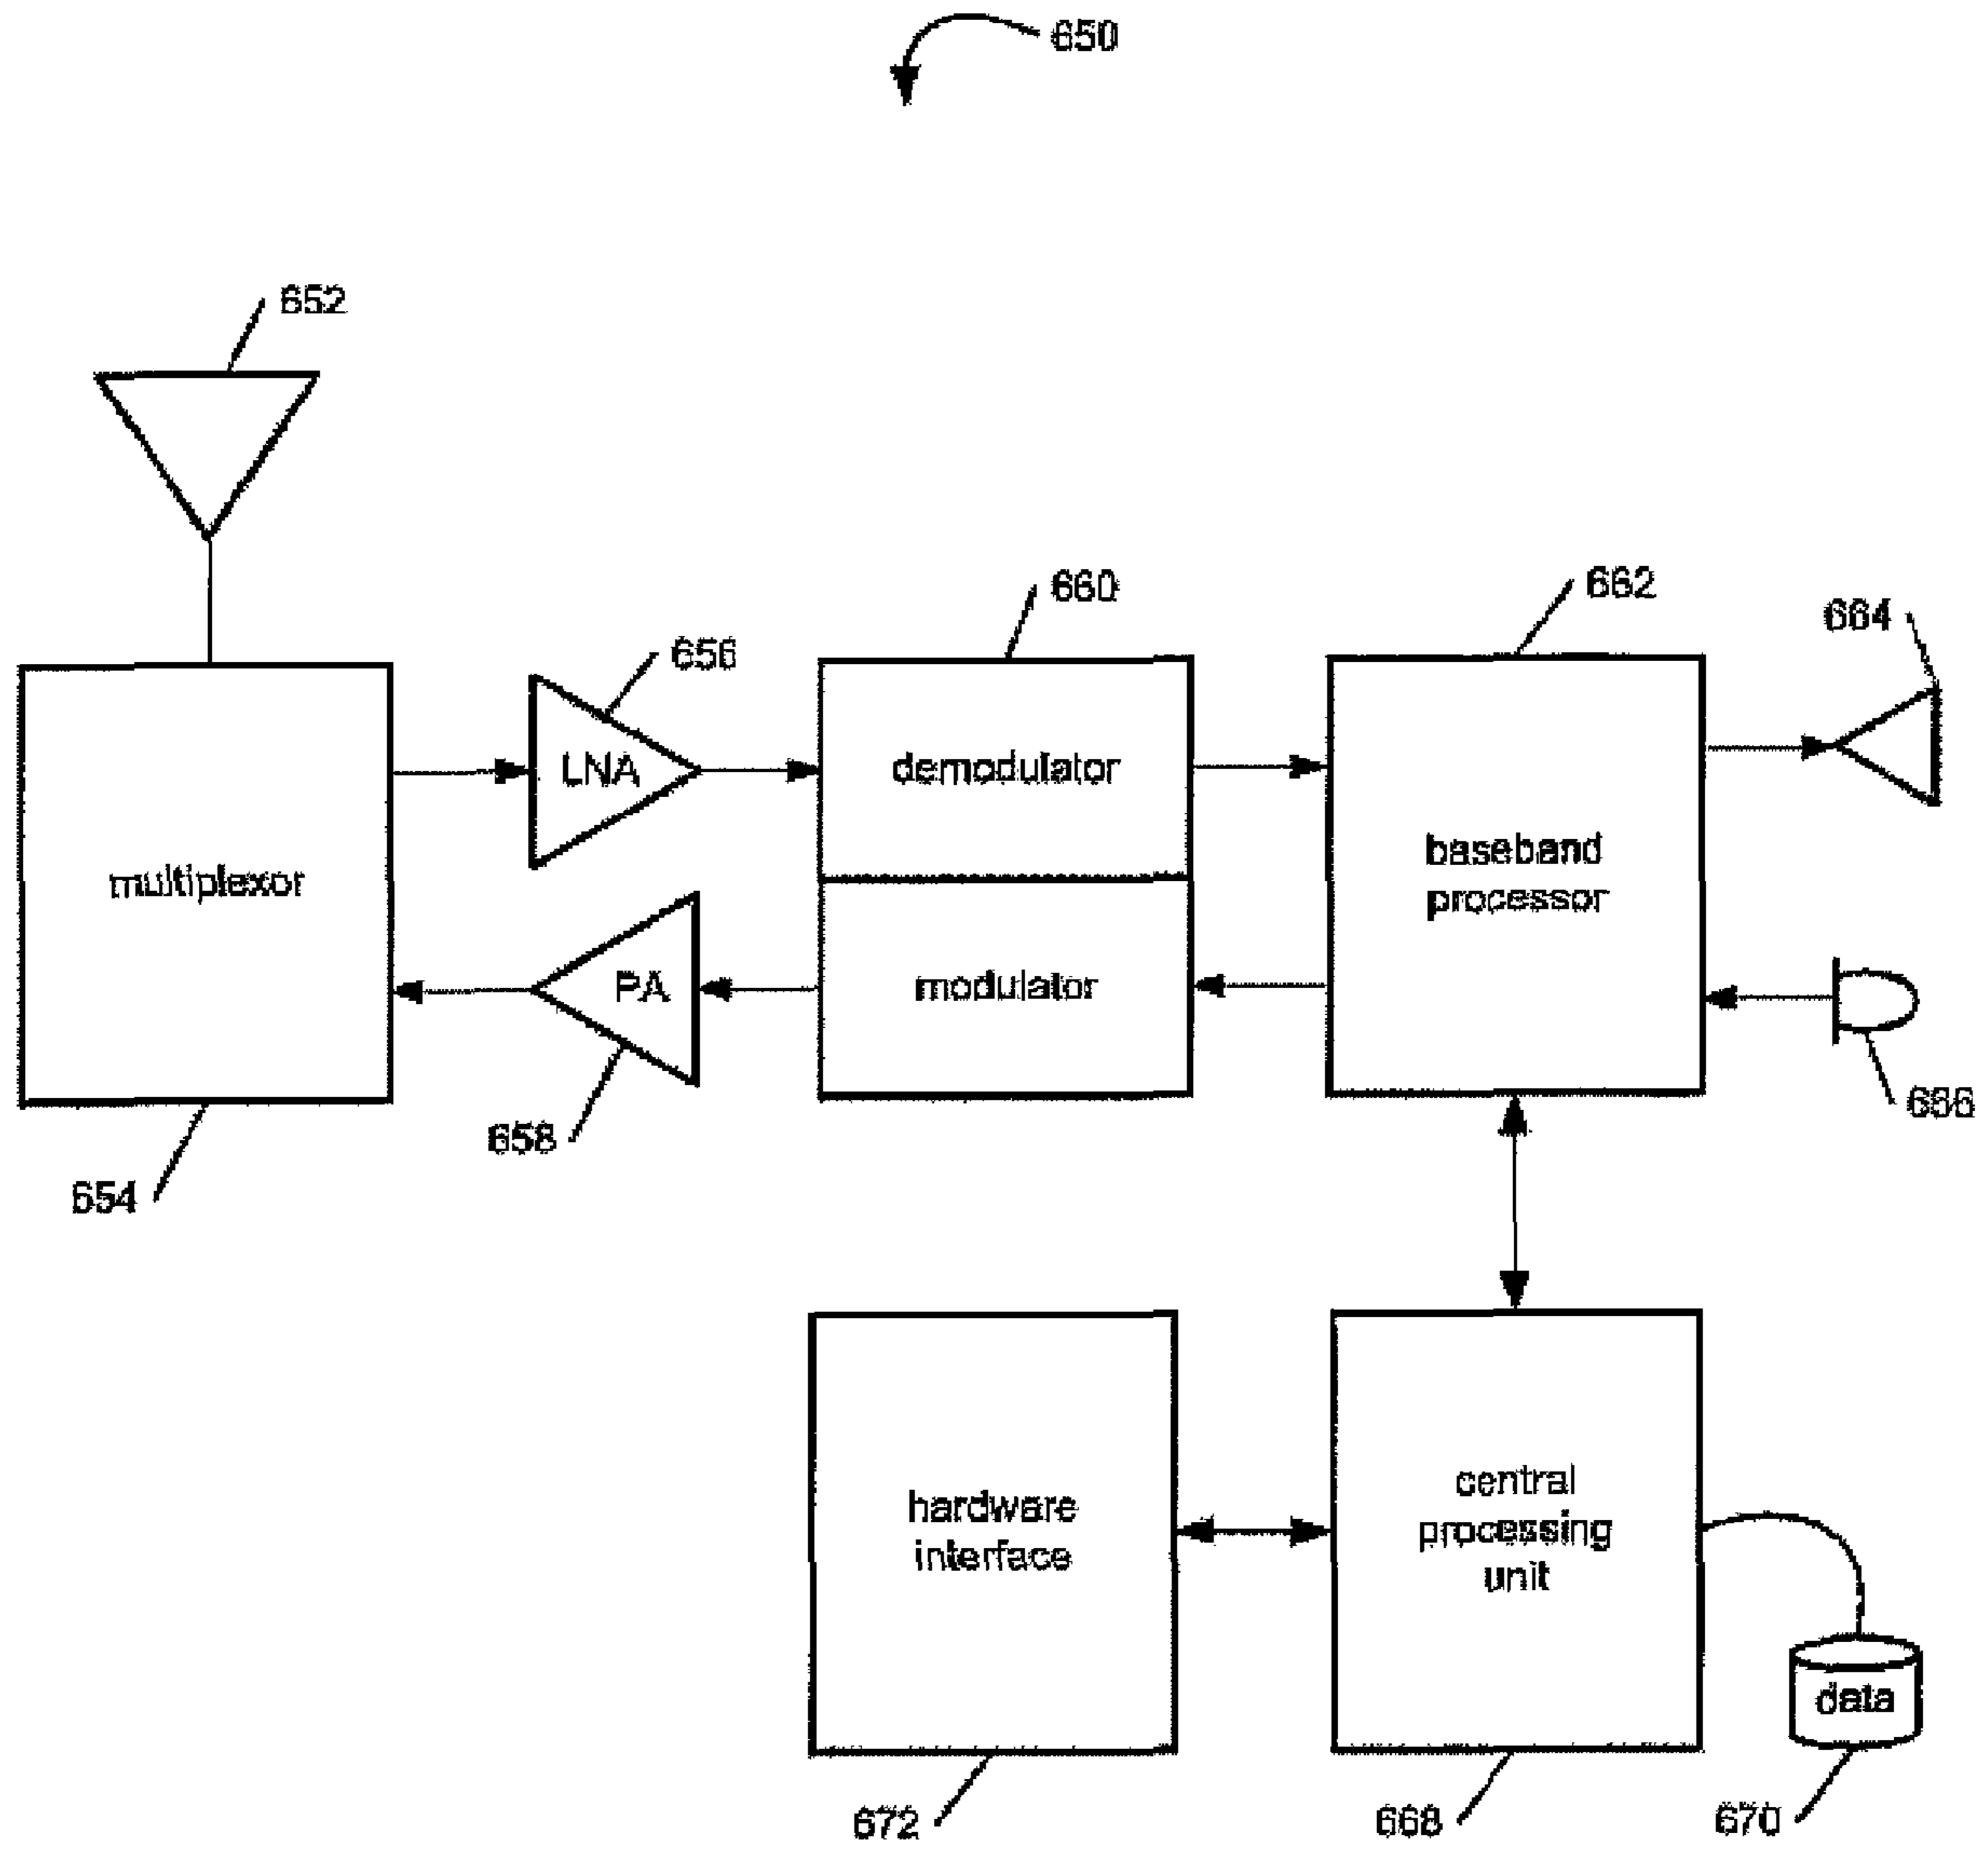 650
652
660
662
664
656
LNA
demodulator
baseband
processor
multiplexor
PA
modulator
666
658
654
hardware
interface
central
processing
unit
data
672
668
670